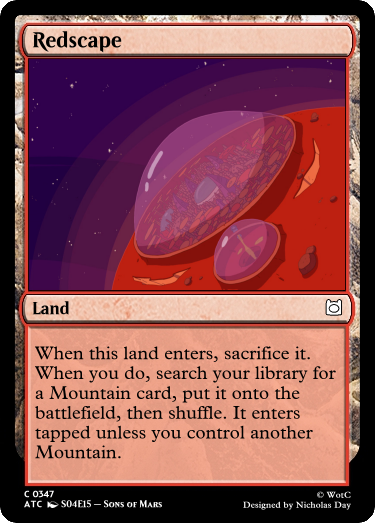 Redscape
Land
When this land enters, sacrifice it.
When you do, search your library for
a Mountain card, put it onto the
battlefield, then shuffle. It enters
tapped unless you control another
Mountain.
C 0347
© WotC
ATC S04E15 – Sons of Mars
Designed by Nicholas Day